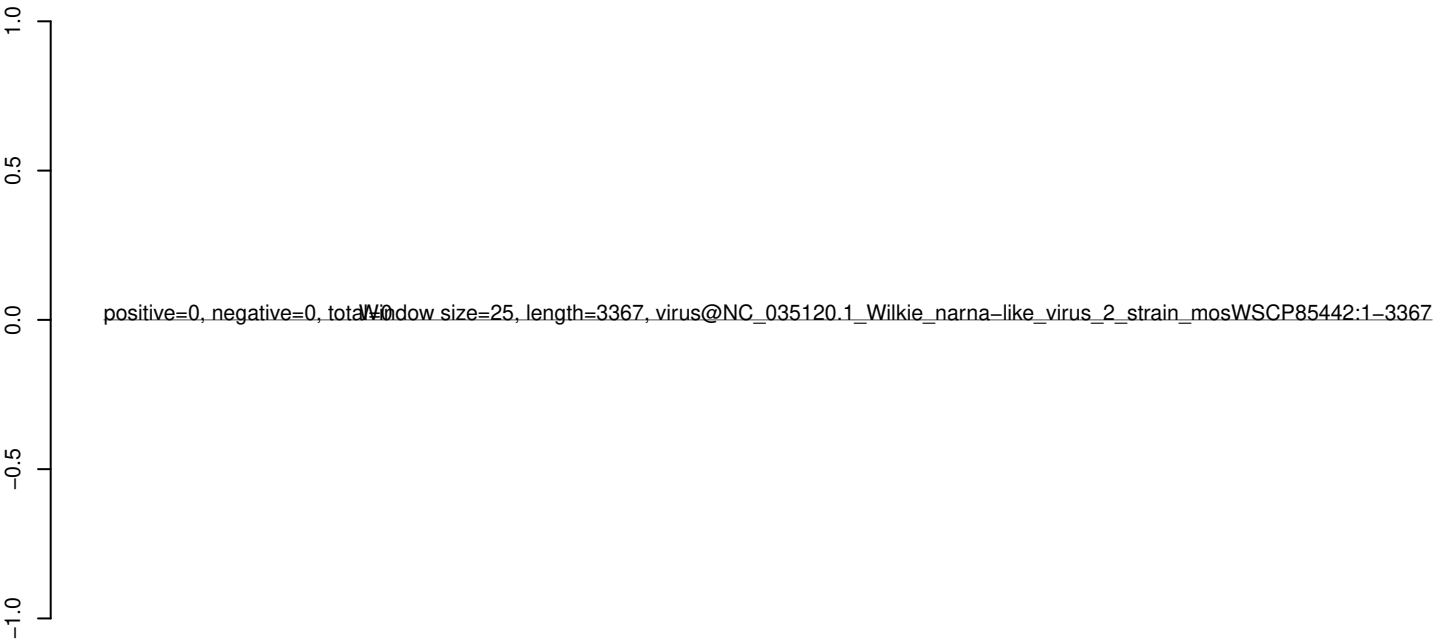 1.0
0.5
0.0
positive=0, negative=0, total=0
Window size=25, length=3367, virus@NC_035120.1_Wilkie_narna−like_virus_2_strain_mosWSCP85442:1−3367
−0.5
−1.0